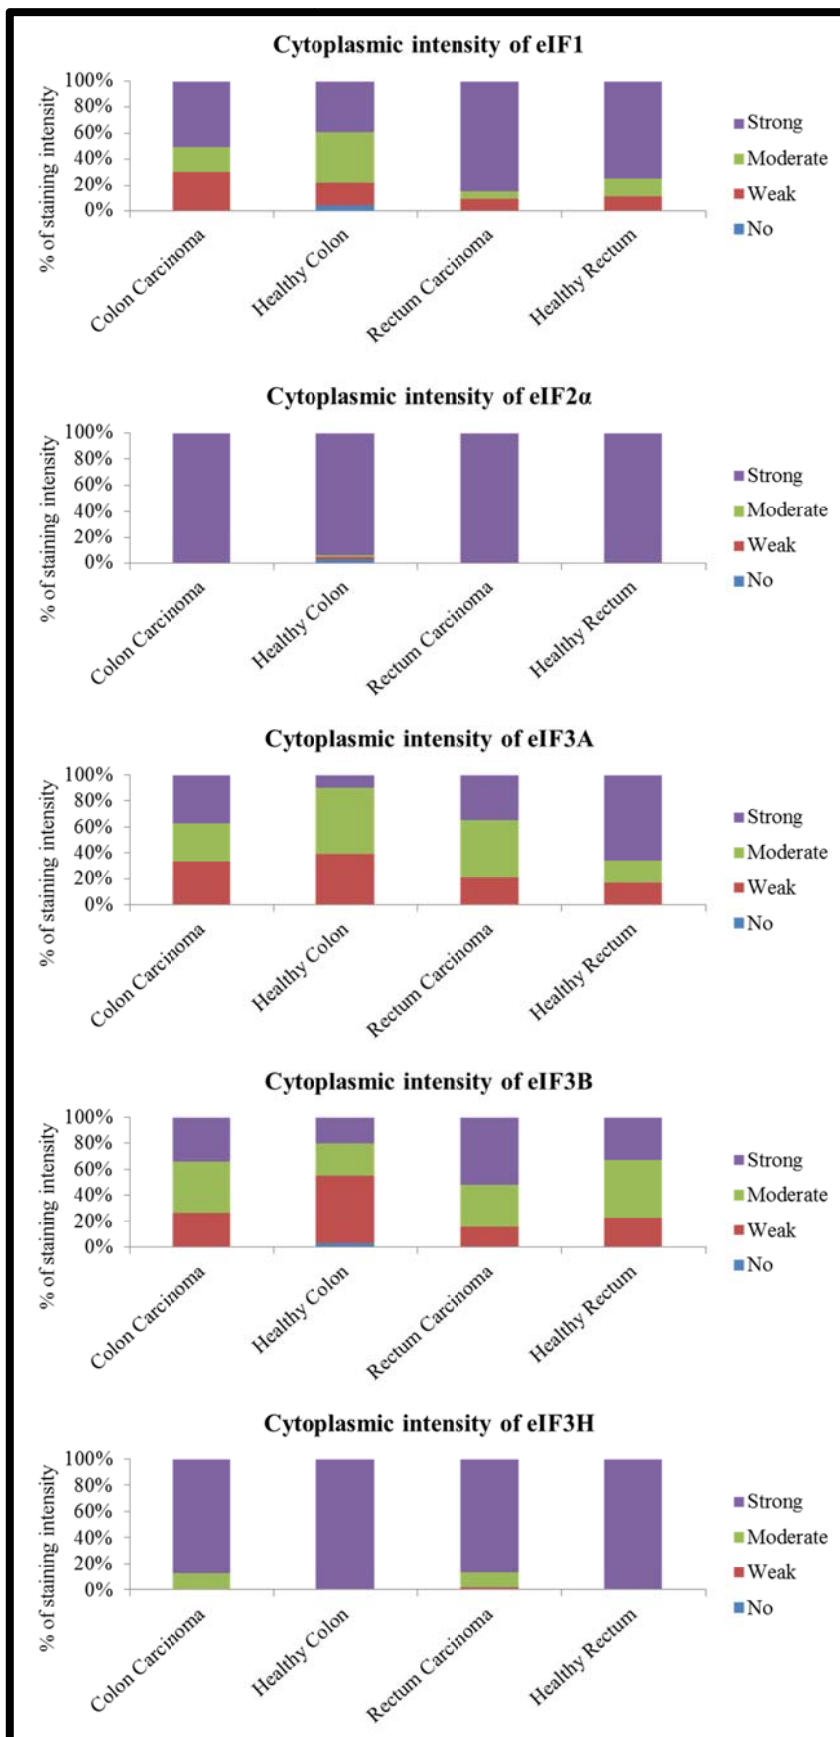 Cytoplasmic intensity of eIF1
% of staining intensity
100%
80%
60%
40%
20%
0%
Colon Carcinoma
Healthy Colon
Rectum Carcinoma
Healthy Rectum
Strong
Moderate
Weak
No
Cytoplasmic intensity of eIF2α
% of staining intensity
100%
80%
60%
40%
20%
0%
Colon Carcinoma
Healthy Colon
Rectum Carcinoma
Healthy Rectum
Strong
Moderate
Weak
No
Cytoplasmic intensity of eIF3A
% of staining intensity
100%
80%
60%
40%
20%
0%
Colon Carcinoma
Healthy Colon
Rectum Carcinoma
Healthy Rectum
Strong
Moderate
Weak
No
Cytoplasmic intensity of eIF3B
% of staining intensity
100%
80%
60%
40%
20%
0%
Colon Carcinoma
Healthy Colon
Rectum Carcinoma
Healthy Rectum
Strong
Moderate
Weak
No
Cytoplasmic intensity of eIF3H
% of staining intensity
100%
80%
60%
40%
20%
0%
Colon Carcinoma
Healthy Colon
Rectum Carcinoma
Healthy Rectum
Strong
Moderate
Weak
No